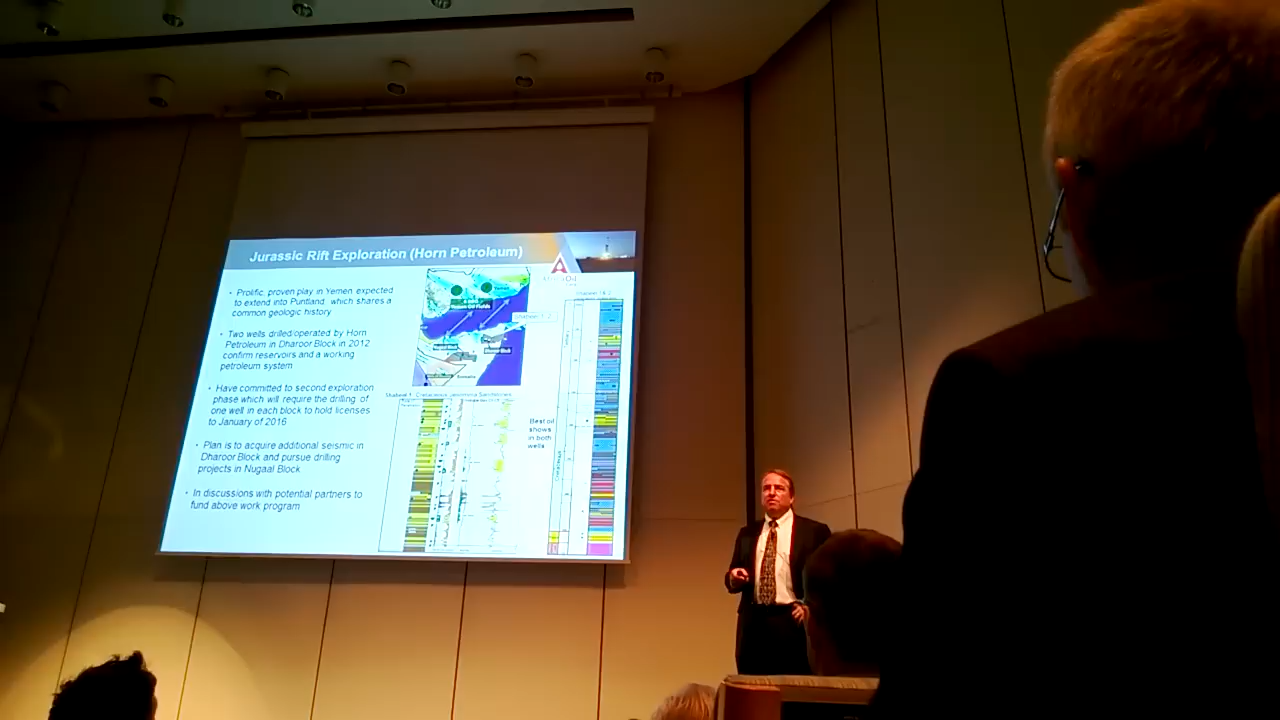 Jurassic Rift Exploration (Horn Petroleum)
• Prolific, proven play in Yemen expected
to extend into Puntland, which shares a
common geologic history
• Two wells drilled/operated by Horn
Petroleum in Dharoor Block in 2012
confirm reservoirs and a working
petroleum system
• Have committed to second exploration
phase which will require the drilling of
one well in each block to hold licenses
to January of 2016
• Plan is to acquire additional seismic in
Dharoor Block and pursue drilling
projects in Nugaal Block
• In discussions with potential partners to
fund above work program
Yemen
Somalia
Best oil
shows
in both
wells